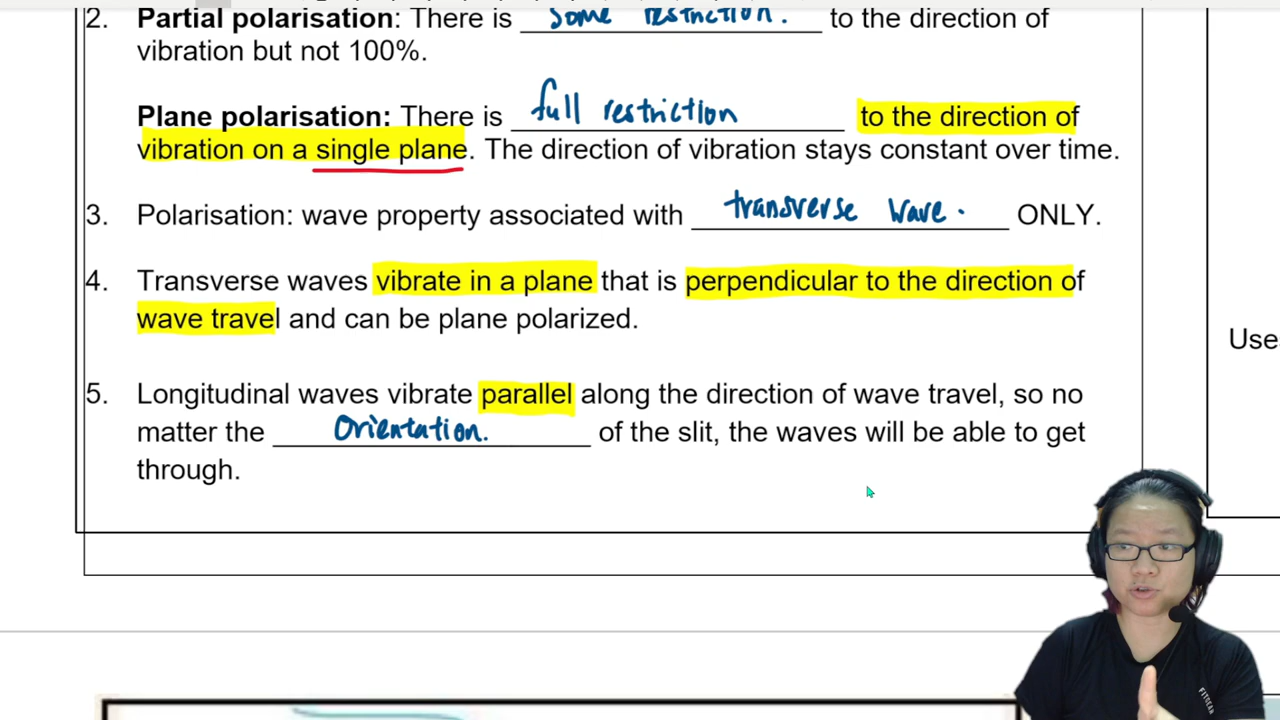 2. Partial polarisation: There is some restriction. to the direction of
vibration but not 100%.
Plane polarisation: There is full restriction to the direction of
vibration on a single plane. The direction of vibration stays constant over time.
3. Polarisation: wave property associated with transverse wave. ONLY.
4. Transverse waves vibrate in a plane that is perpendicular to the direction of
wave travel and can be plane polarized.
5. Longitudinal waves vibrate parallel along the direction of wave travel, so no
matter the Orientation. of the slit, the waves will be able to get
through.
Use
FITGEAR